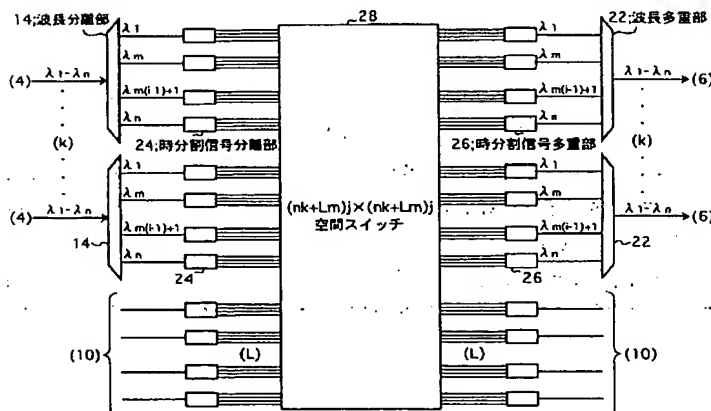 14;波長分離部
28
22;波長多重部
λ1
λ1
λm
λm
(4)
λ1-λn
λm(i-1)+1
λm(i-1)+1
λ1-λn
(6)
λn
λn
(k)
24;時分割信号分離部
26;時分割信号多重部
(k)
λ1
λ1
λm
λm
(nk+Lm)j×(nk+Lm)j
空間スイッチ
(4)
λ1-λn
λm(i-1)+1
λm(i-1)+1
λ1-λn
(6)
14
λn
λn
22
24
26
(10)
(L)
(L)
(10)